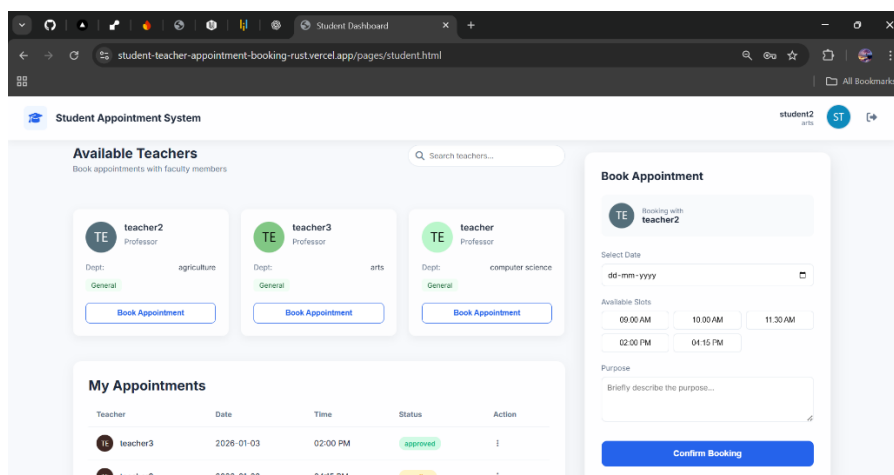 Student Dashboard
student-teacher-appointment-booking-rust.vercel.app/pages/student.html
All Bookmarks
Student Appointment System
student2
arts
ST
Available Teachers
Book appointments with faculty members
Search teachers...
TE
teacher2
Professor
Dept: agriculture
General
Book Appointment
TE
teacher3
Professor
Dept: arts
General
Book Appointment
TE
teacher
Professor
Dept: computer science
General
Book Appointment
My Appointments
Teacher Date Time Status Action
TE teacher3 2026-01-03 02:00 PM approved
Book Appointment
TE
Booking with
teacher2
Select Date
dd-mm-yyyy
Available Slots
09:00 AM 10:00 AM 11:30 AM
02:00 PM 04:15 PM
Purpose
Briefly describe the purpose...
Confirm Booking